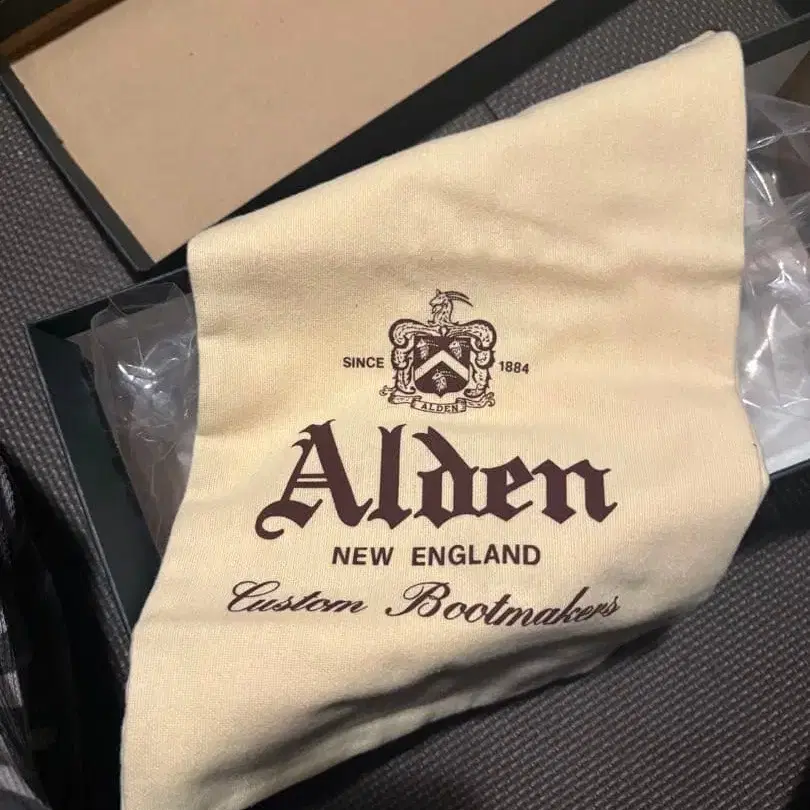 SINCE 1884
ALDEN
Alden
NEW ENGLAND
Custom Bootmakers